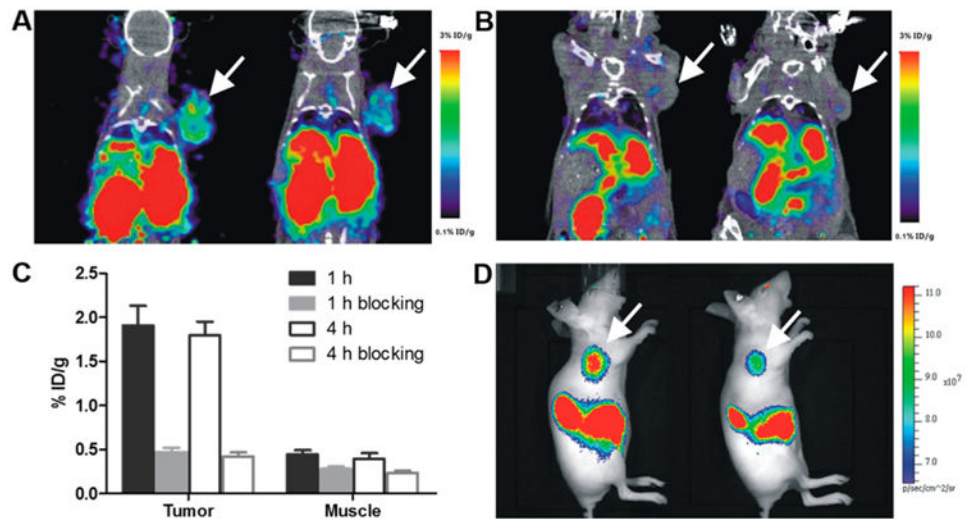 A
3% ID/g
0.1% ID/g
B
3% ID/g
0.1% ID/g
C
% ID/g
2.5
2.0
1.5
1.0
0.5
0.0
1 h
1 h blocking
4 h
4 h blocking
Tumor
Muscle
D
11.0
10.0
9.0
8.0
7.0
x10^7
p/sec/cm^2/sr